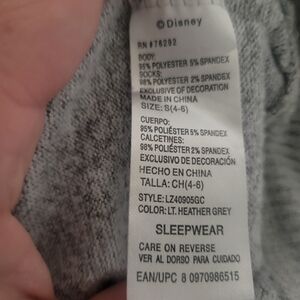 ©Disney
RN #76292
BODY:
95% POLYESTER 5% SPANDEX
SOCKS:
98% POLYESTER 2% SPANDEX
EXCLUSIVE OF DECORATION
MADE IN CHINA
SIZE: S(4-6)
CUERPO:
95% POLIÉSTER 5% SPANDEX
CALCETINES:
98% POLIÉSTER 2% SPANDEX
EXCLUSIVO DE DECORACIÓN
HECHO EN CHINA
TALLA: CH(4-6)
STYLE: LZ40905GC
COLOR: LT. HEATHER GREY
SLEEPWEAR
CARE ON REVERSE
VER AL DORSO PARA CUIDADO
EAN/UPC 8 0970986515